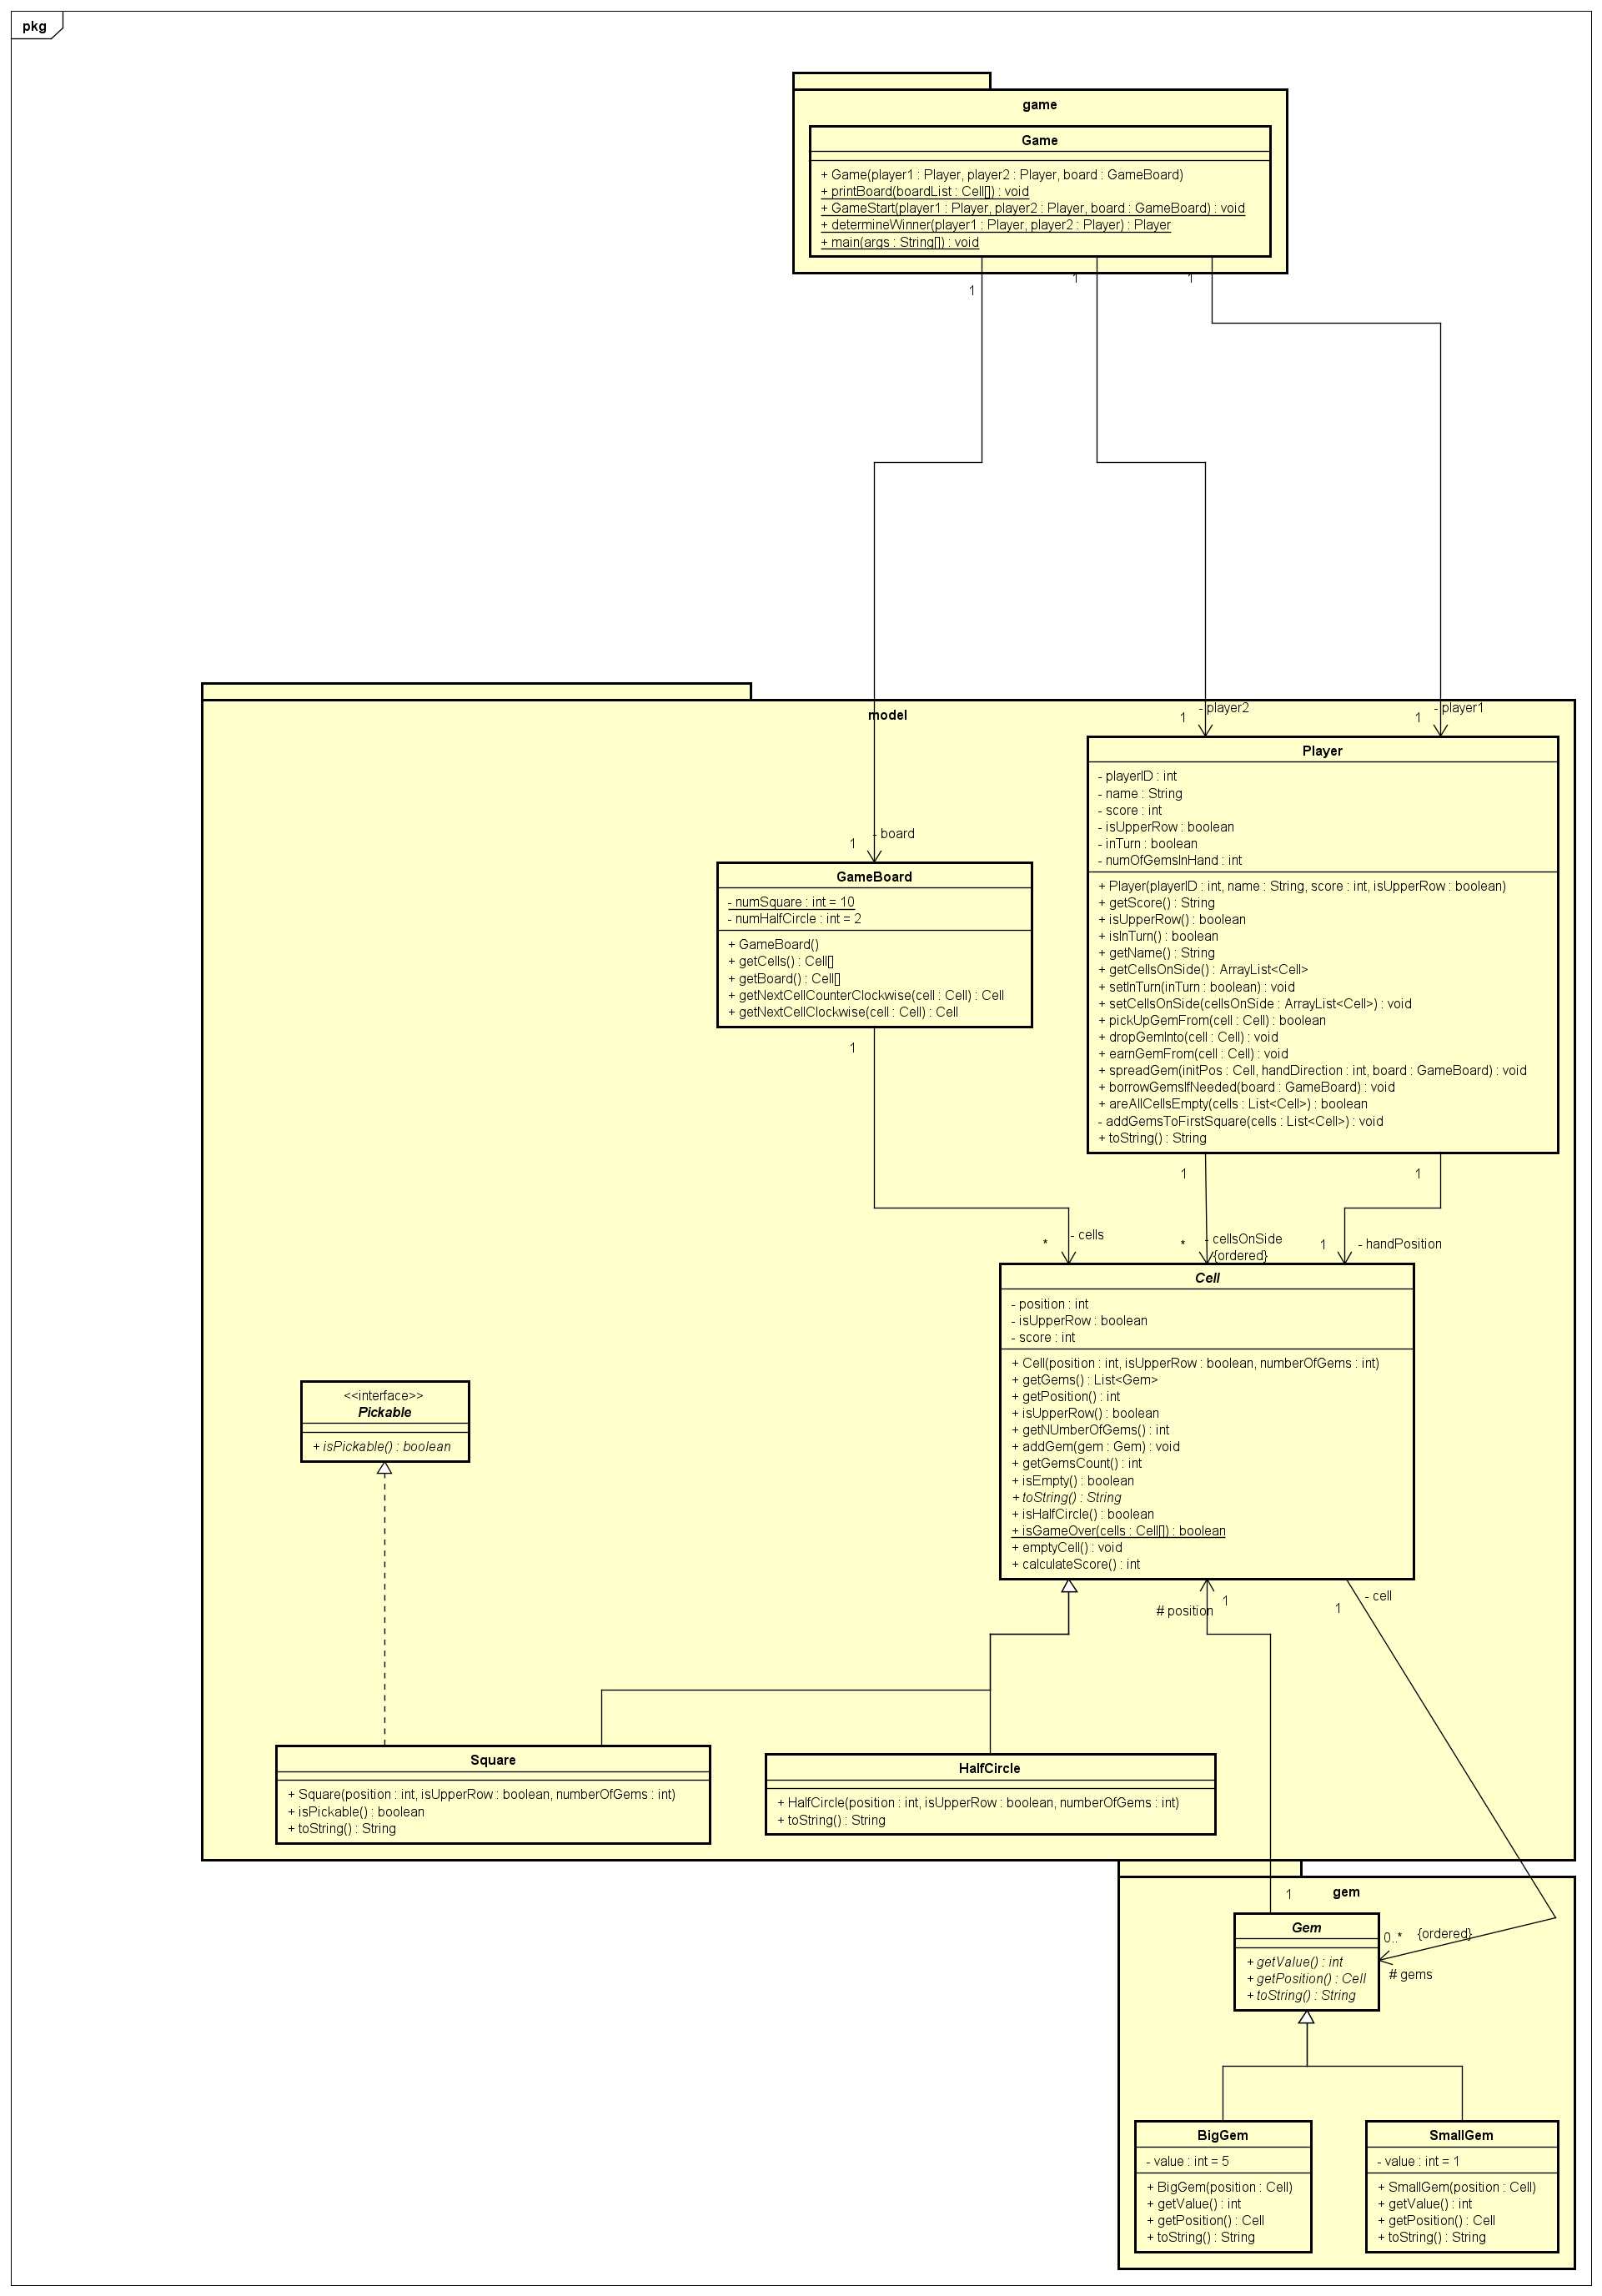 pkg
game
Game
+ Game(player1 : Player, player2 : Player, board : GameBoard)
+ printBoard(boardList : Cell[]) : void
+ GameStart(player1 : Player, player2 : Player, board : GameBoard) : void
+ determineWinner(player1 : Player, player2 : Player) : Player
+ main(args : String[]) : void
1
1
1
model
- player2
1
- player1
1
- board
1
Player
- playerID : int
- name : String
- score : int
- isUpperRow : boolean
- inTurn : boolean
- numOfGemsInHand : int
+ Player(playerID : int, name : String, score : int, isUpperRow : boolean)
+ getScore() : String
+ isUpperRow() : boolean
+ isInTurn() : boolean
+ getName() : String
+ getCellsOnSide() : ArrayList<Cell>
+ setInTurn(inTurn : boolean) : void
+ setCellsOnSide(cellsOnSide : ArrayList<Cell>) : void
+ pickUpGemFrom(cell : Cell) : boolean
+ dropGemInto(cell : Cell) : void
+ earnGemFrom(cell : Cell) : void
+ spreadGem(initPos : Cell, handDirection : int, board : GameBoard) : void
+ borrowGemsIfNeeded(board : GameBoard) : void
+ areAllCellsEmpty(cells : List<Cell>) : boolean
- addGemsToFirstSquare(cells : List<Cell>) : void
+ toString() : String
GameBoard
- numSquare : int = 10
- numHalfCircle : int = 2
+ GameBoard()
+ getCells() : Cell[]
+ getBoard() : Cell[]
+ getNextCellCounterClockwise(cell : Cell) : Cell
+ getNextCellClockwise(cell : Cell) : Cell
1
1
1
*
- cells
*
- cellsOnSide
{ordered}
1
- handPosition
Cell
- position : int
- isUpperRow : boolean
- score : int
+ Cell(position : int, isUpperRow : boolean, numberOfGems : int)
+ getGems() : List<Gem>
+ getPosition() : int
+ isUpperRow() : boolean
+ getNUmberOfGems() : int
+ addGem(gem : Gem) : void
+ getGemsCount() : int
+ isEmpty() : boolean
+ toString() : String
+ isHalfCircle() : boolean
+ isGameOver(cells : Cell[]) : boolean
+ emptyCell() : void
+ calculateScore() : int
<<interface>>
Pickable
+ isPickable() : boolean
# position
1
1
- cell
Square
+ Square(position : int, isUpperRow : boolean, numberOfGems : int)
+ isPickable() : boolean
+ toString() : String
HalfCircle
+ HalfCircle(position : int, isUpperRow : boolean, numberOfGems : int)
+ toString() : String
gem
1
Gem
+ getValue() : int
+ getPosition() : Cell
+ toString() : String
0..*
{ordered}
# gems
BigGem
- value : int = 5
+ BigGem(position : Cell)
+ getValue() : int
+ getPosition() : Cell
+ toString() : String
SmallGem
- value : int = 1
+ SmallGem(position : Cell)
+ getValue() : int
+ getPosition() : Cell
+ toString() : String